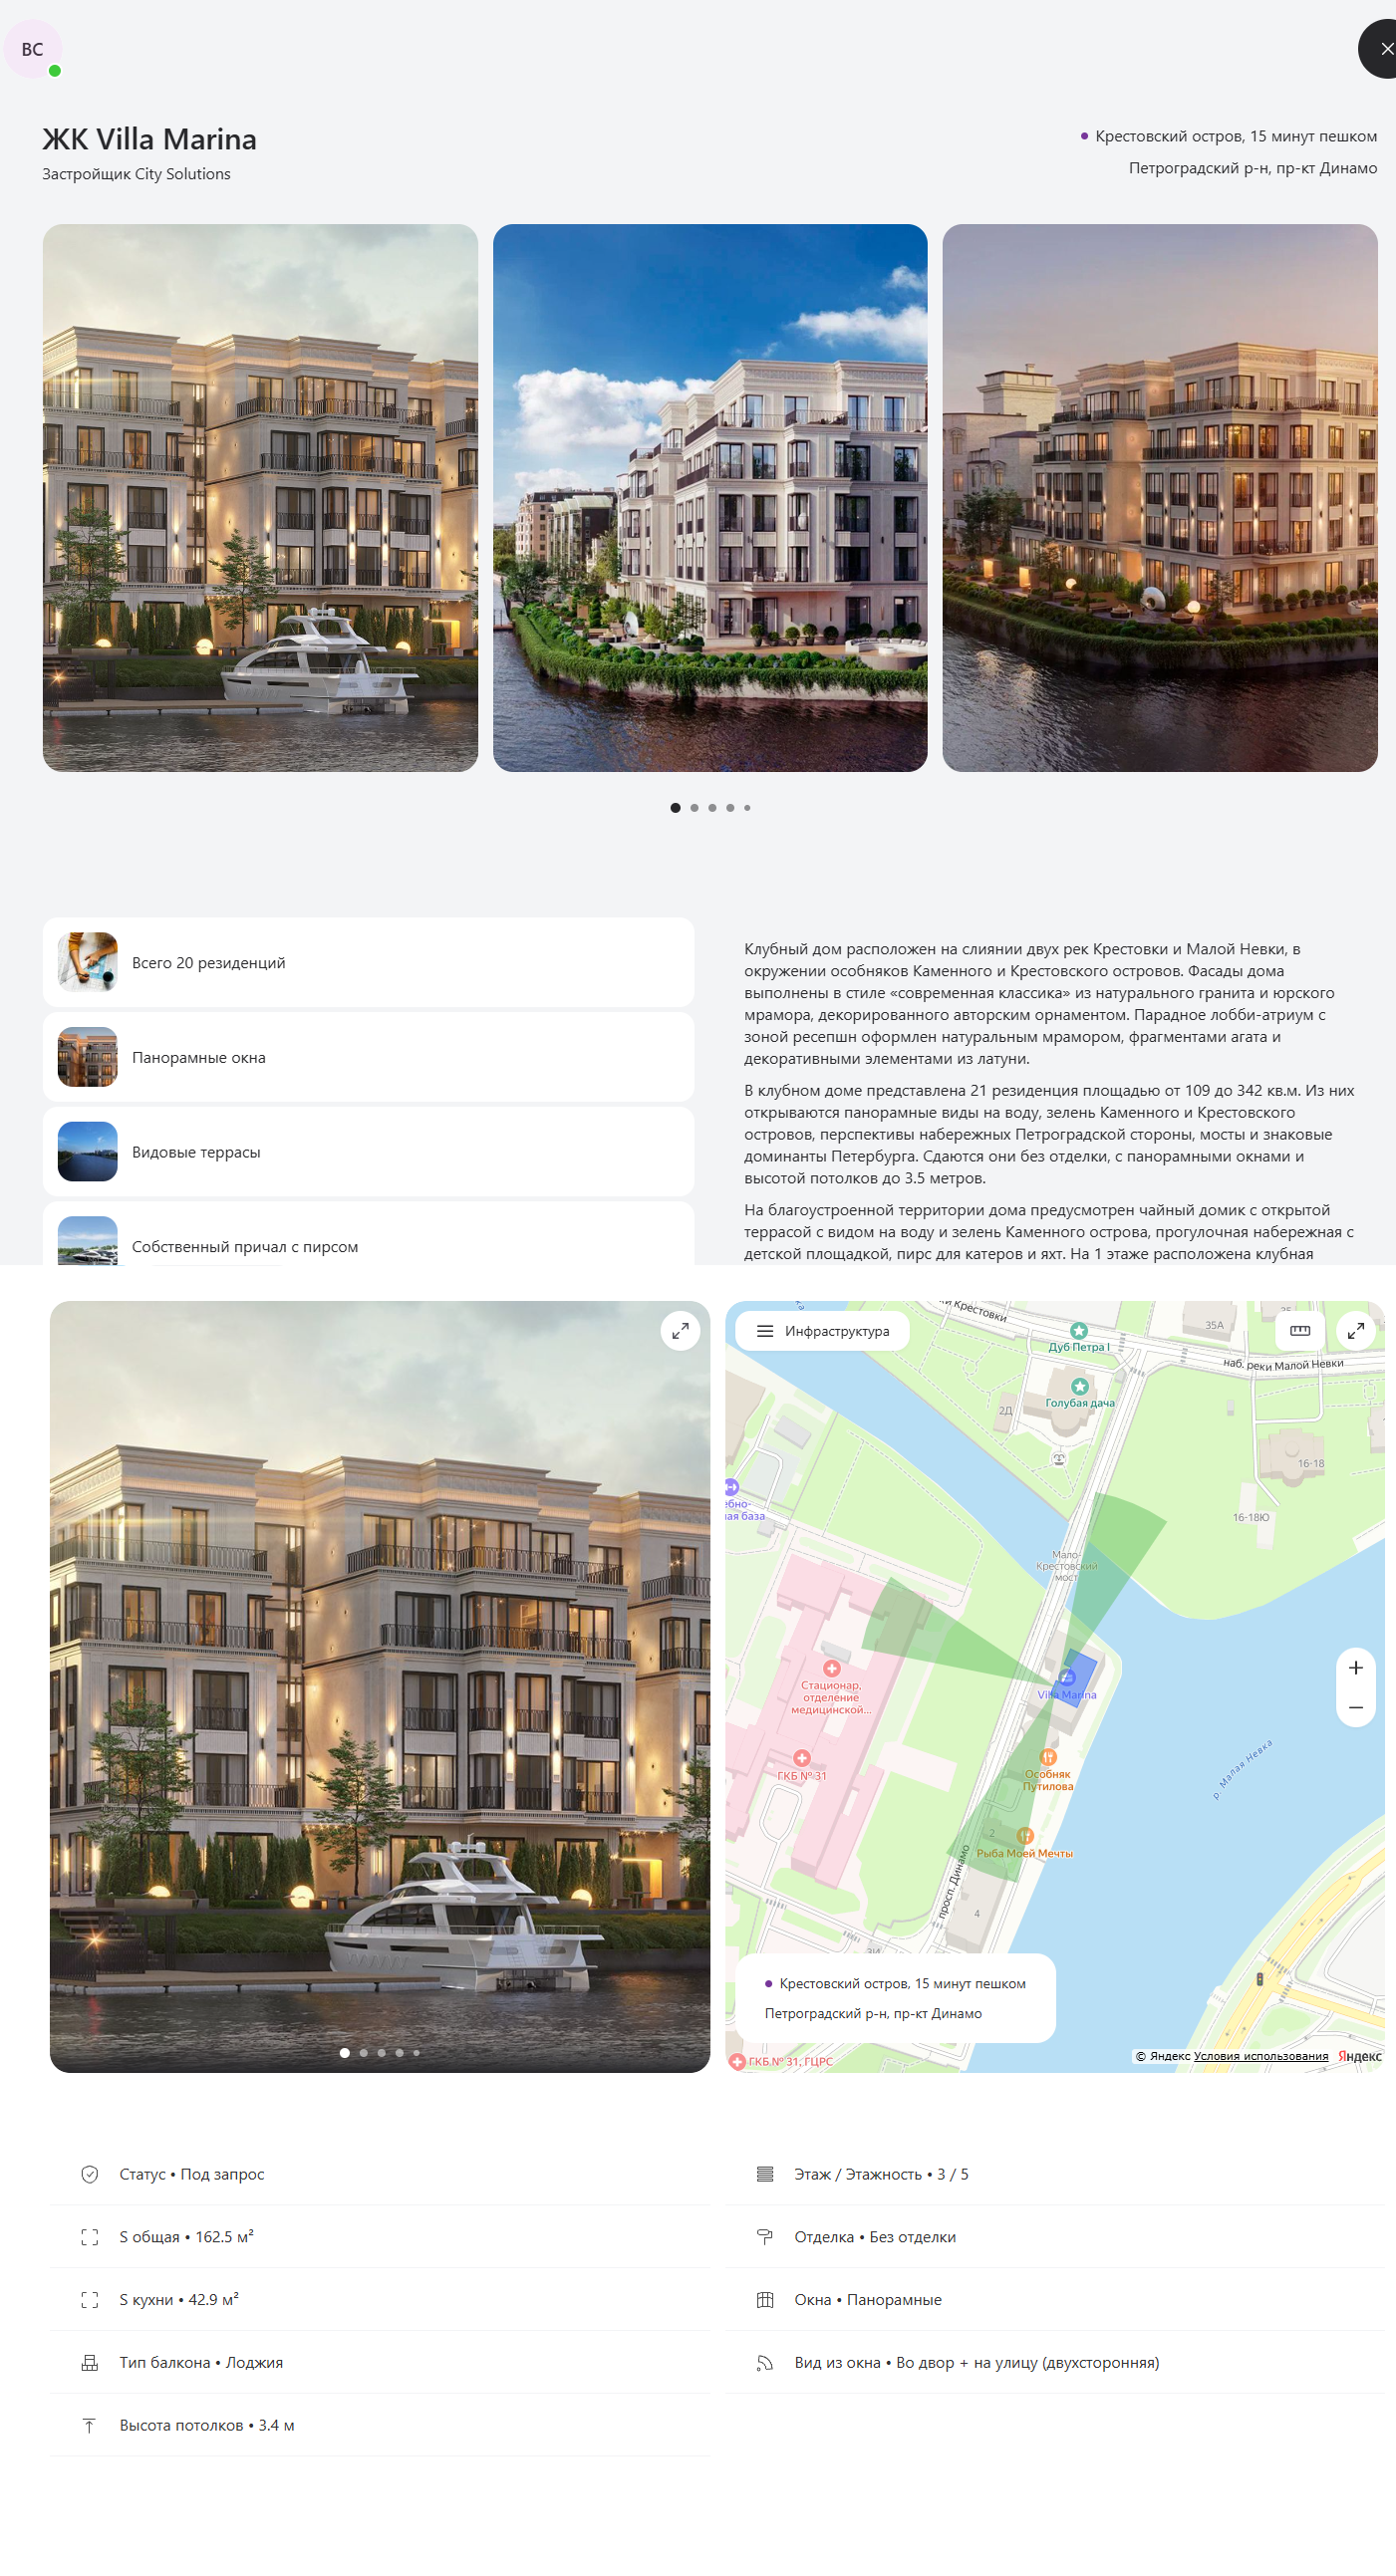 BC
ЖК Villa Marina
Застройщик City Solutions
Крестовский остров, 15 минут пешком
Петроградский р-н, пр-кт Динамо
Всего 20 резиденций
Панорамные окна
Видовые террасы
Собственный причал с пирсом
Клубный дом расположен на слиянии двух рек Крестовки и Малой Невки, в
окружении особняков Каменного и Крестовского островов. Фасады дома
выполнены в стиле «современная классика» из натурального гранита и юрского
мрамора, декорированного авторским орнаментом. Парадное лобби-атриум с
зоной ресепшн оформлен натуральным мрамором, фрагментами агата и
декоративными элементами из латуни.
В клубном доме представлена 21 резиденция площадью от 109 до 342 кв.м. Из них
открываются панорамные виды на воду, зелень Каменного и Крестовского
островов, перспективы набережных Петроградской стороны, мосты и знаковые
доминанты Петербурга. Сдаются они без отделки, с панорамными окнами и
высотой потолков до 3.5 метров.
На благоустроенной территории дома предусмотрен чайный домик с открытой
террасой с видом на воду и зелень Каменного острова, прогулочная набережная с
детской площадкой, пирс для катеров и яхт. На 1 этаже расположена клубная
Инфраструктура
ки Крестовки
Дуб Петра I
35А
наб. реки Малой Невки
Голубая дача
2Д
16-18
16-18Ю
ебно-
ная база
Мало-
Крестовский
мост
Стационар,
отделение
медицинской...
Villa Marina
ГКБ № 31
Особняк
Путилова
р. Малая Невка
2
Рыба Моей Мечты
просп. Динамо
4
Крестовский остров, 15 минут пешком
Петроградский р-н, пр-кт Динамо
ГКБ № 31, ГЦРС
© Яндекс Условия использования Яндекс
Статус • Под запрос
S общая • 162.5 м²
S кухни • 42.9 м²
Тип балкона • Лоджия
Высота потолков • 3.4 м
Этаж / Этажность • 3 / 5
Отделка • Без отделки
Окна • Панорамные
Вид из окна • Во двор + на улицу (двухсторонняя)